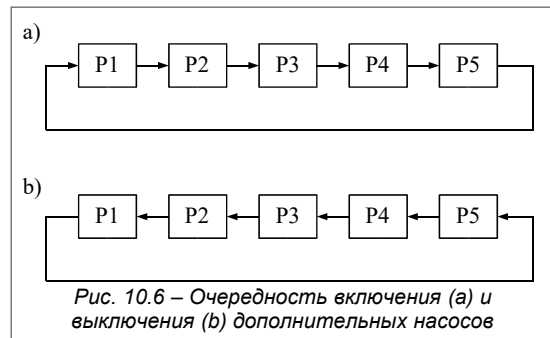 a)
P1 P2 P3 P4 P5
b)
P1 P2 P3 P4 P5
Рис. 10.6 – Очередность включения (a) и
выключения (b) дополнительных насосов